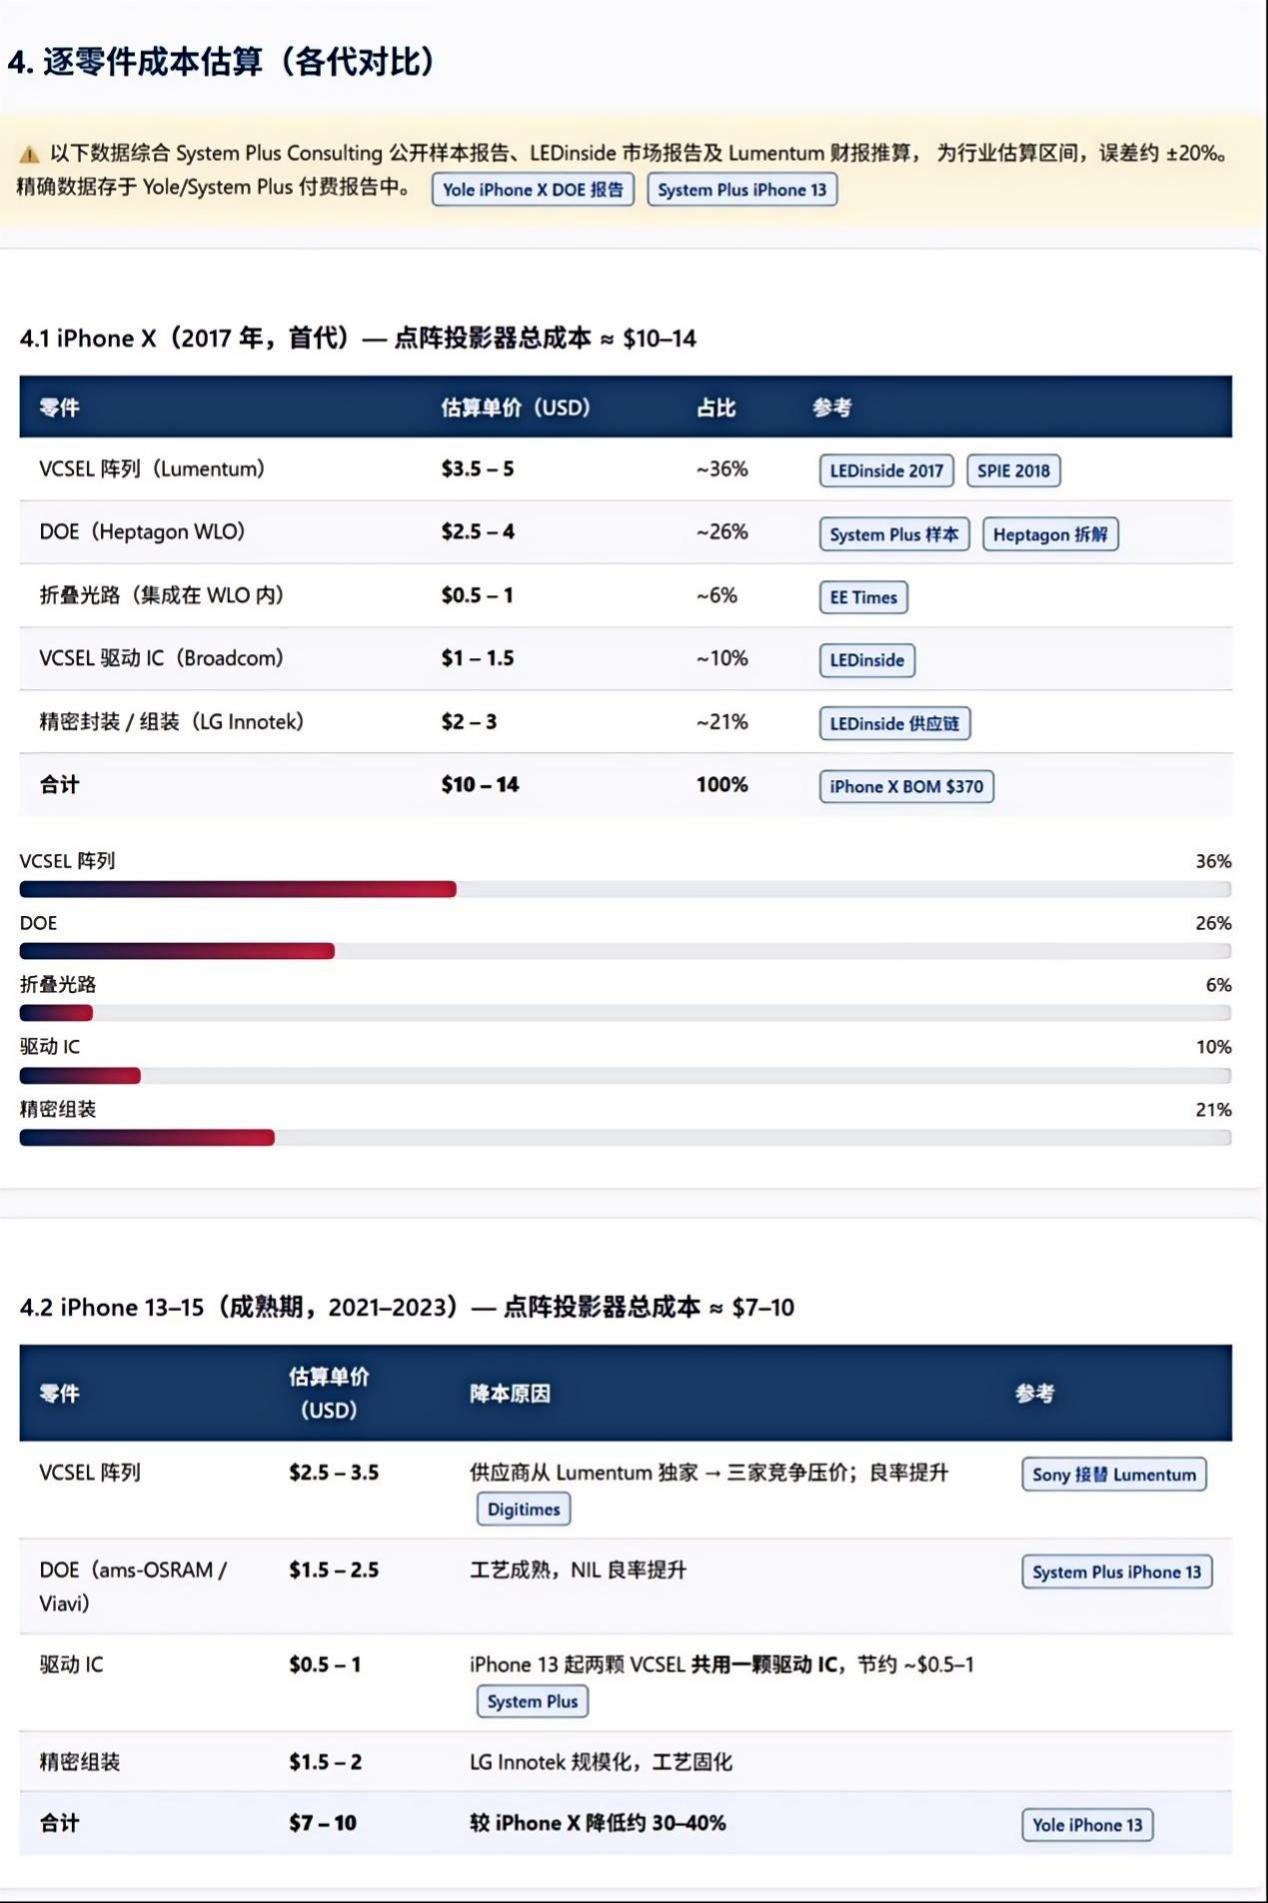 4. 逐零件成本估算（各代对比）
⚠ 以下数据综合 System Plus Consulting 公开样本报告、LEDinside 市场报告及 Lumentum 财报推算， 为行业估算区间，误差约 ±20%。
精确数据存于 Yole/System Plus 付费报告中。 Yole iPhone X DOE 报告 System Plus iPhone 13
4.1 iPhone X（2017 年，首代）— 点阵投影器总成本 ≈ $10–14
零件 估算单价（USD） 占比 参考
VCSEL 阵列（Lumentum） $3.5 – 5 ~36% LEDinside 2017 SPIE 2018
DOE（Heptagon WLO） $2.5 – 4 ~26% System Plus 样本 Heptagon 拆解
折叠光路（集成在 WLO 内） $0.5 – 1 ~6% EE Times
VCSEL 驱动 IC（Broadcom） $1 – 1.5 ~10% LEDinside
精密封装 / 组装（LG Innotek） $2 – 3 ~21% LEDinside 供应链
合计 $10 – 14 100% iPhone X BOM $370
VCSEL 阵列 36%
DOE 26%
折叠光路 6%
驱动 IC 10%
精密组装 21%
4.2 iPhone 13–15（成熟期，2021–2023）— 点阵投影器总成本 ≈ $7–10
零件 估算单价 降本原因 参考
（USD）
VCSEL 阵列 $2.5 – 3.5 供应商从 Lumentum 独家 → 三家竞争压价；良率提升 Sony 接替 Lumentum
Digitimes
DOE（ams-OSRAM / $1.5 – 2.5 工艺成熟，NIL 良率提升 System Plus iPhone 13
Viavi）
驱动 IC $0.5 – 1 iPhone 13 起两颗 VCSEL 共用一颗驱动 IC，节约 ~$0.5–1
System Plus
精密组装 $1.5 – 2 LG Innotek 规模化，工艺固化
合计 $7 – 10 较 iPhone X 降低约 30–40% Yole iPhone 13